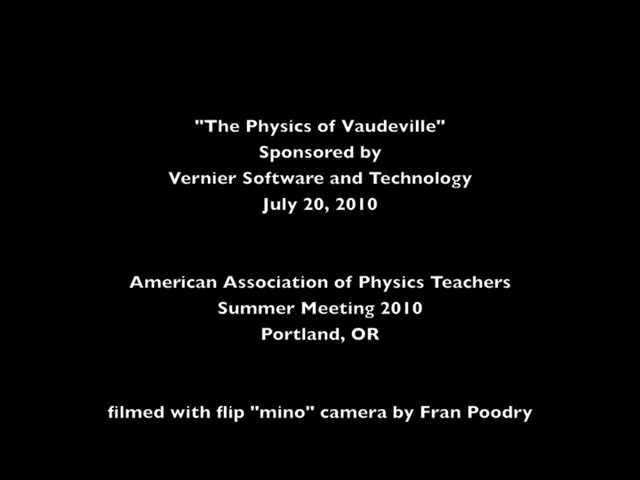 "The Physics of Vaudeville"
Sponsored by
Vernier Software and Technology
July 20, 2010
American Association of Physics Teachers
Summer Meeting 2010
Portland, OR
filmed with flip "mino" camera by Fran Poodry